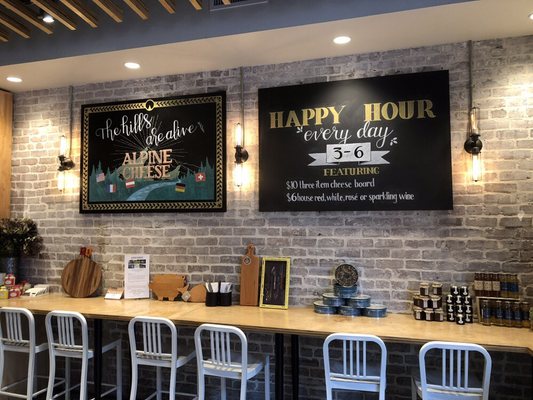 The hills
are alive
ALPINE
CHEESE
HAPPY HOUR
every day
3-6
FEATURING
$10 three item cheese board
$6 house red, white, rosé or sparkling wine